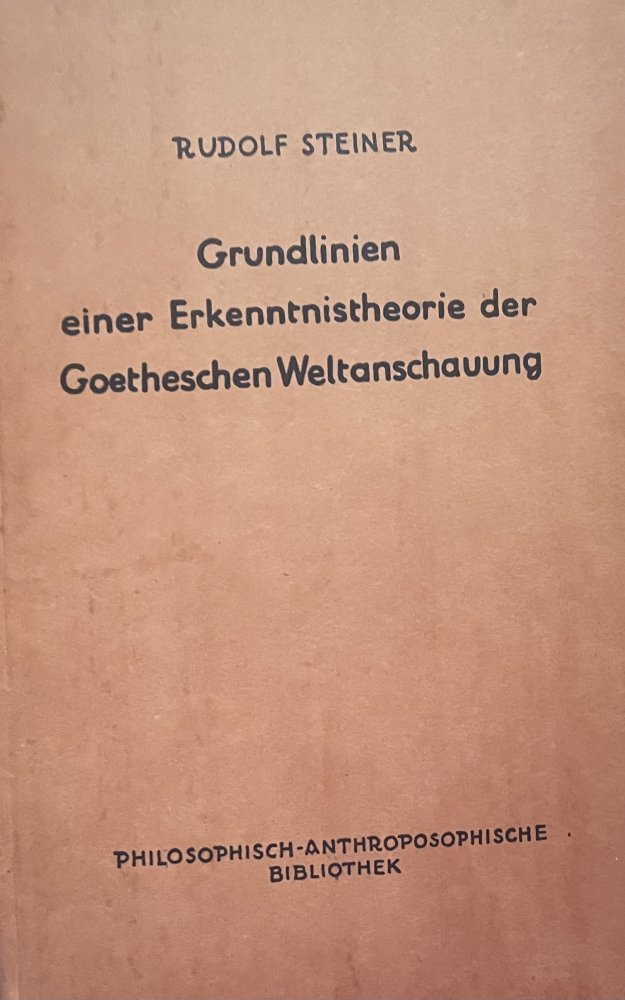 RUDOLF STEINER
Grundlinien
einer Erkenntnistheorie der
Goetheschen Weltanschauung
PHILOSOPHISCH-ANTHROPOSOPHISCHE
BIBLIOTHEK